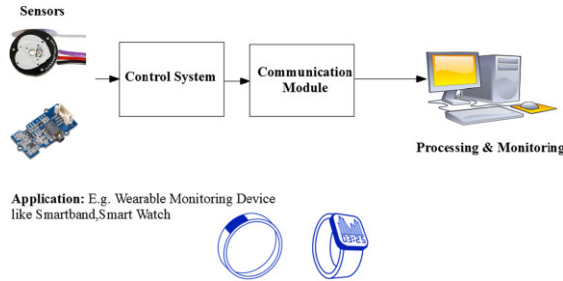 Sensors
Control System
Communication
Module
Processing & Monitoring
Application: E.g. Wearable Monitoring Device
like Smartband,Smart Watch